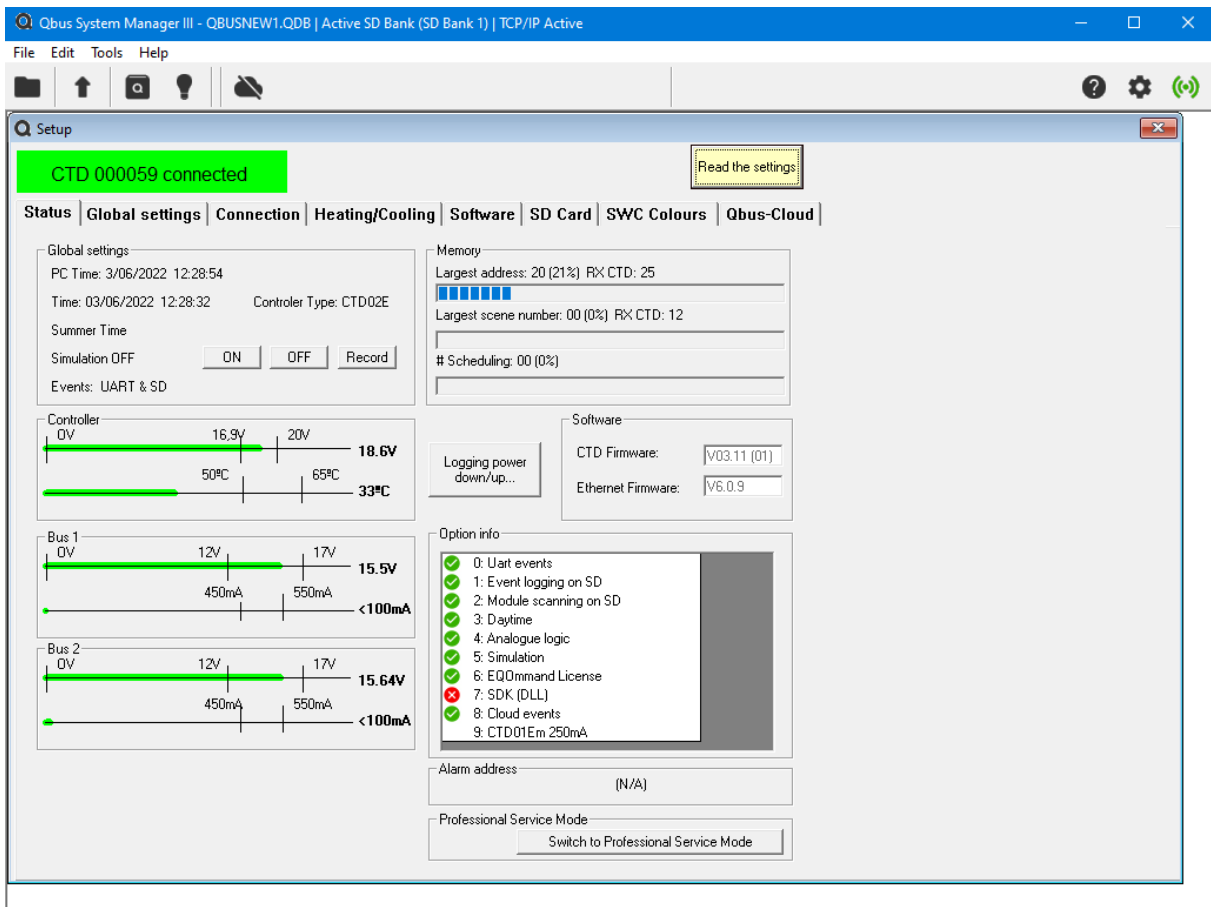 Qbus System Manager III - QBUSNEW1.QDB | Active SD Bank (SD Bank 1) | TCP/IP Active
File Edit Tools Help
Setup
CTD 000059 connected
Read the settings
Status Global settings Connection Heating/Cooling Software SD Card SWC Colours Qbus-Cloud
Global settings
PC Time: 3/06/2022 12:28:54
Time: 03/06/2022 12:28:32 Controler Type: CTD02E
Summer Time
Simulation OFF ON OFF Record
Events: UART & SD
Memory
Largest address: 20 (21%) RX CTD: 25
Largest scene number: 00 (0%) RX CTD: 12
# Scheduling: 00 (0%)
Controller
0V 16,9V 20V
18.6V
50ºC 65ºC
33ºC
Logging power
down/up...
Software
CTD Firmware: V03.11 (01)
Ethernet Firmware: V6.0.9
Bus 1
0V 12V 17V
15.5V
450mA 550mA
<100mA
Bus 2
0V 12V 17V
15.64V
450mA 550mA
<100mA
Option info
0: Uart events
1: Event logging on SD
2: Module scanning on SD
3: Daytime
4: Analogue logic
5: Simulation
6: EQOmmand License
7: SDK (DLL)
8: Cloud events
9: CTD01Em 250mA
Alarm address
(N/A)
Professional Service Mode
Switch to Professional Service Mode